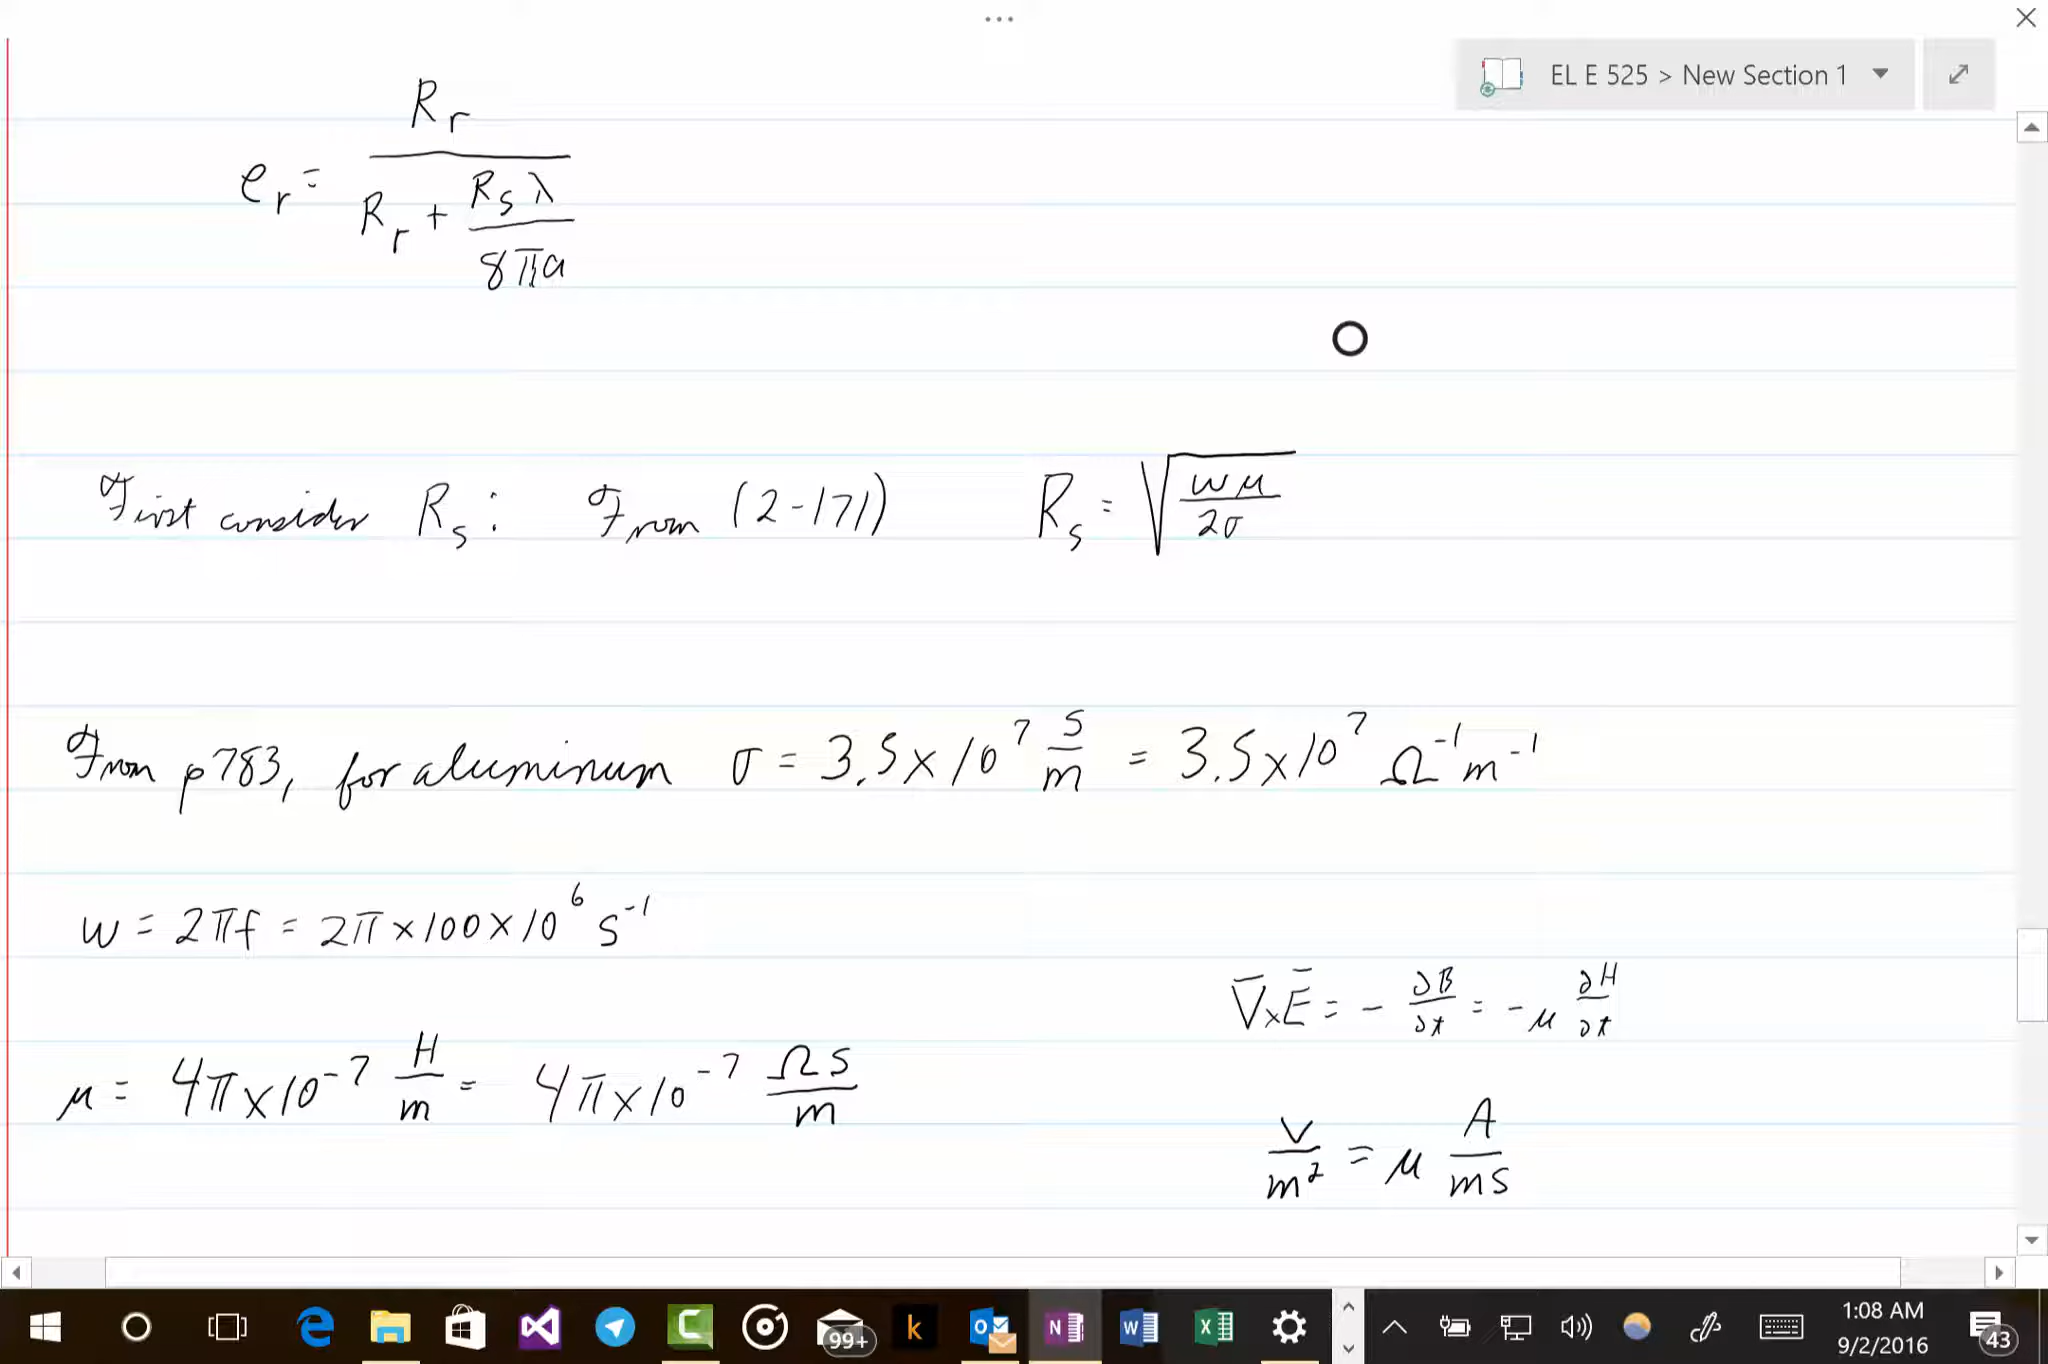 EL E 525 > New Section 1
e_r = R_r / (R_r + R_s λ / 8πa)
First consider R_s: From (2-171) R_s = √(ωμ / 2σ)
From p783, for aluminum σ = 3.5×10^7 S/m = 3.5×10^7 Ω^-1 m^-1
ω = 2πf = 2π×100×10^6 s^-1
∇̄×Ē = - ∂B/∂t = -μ ∂H/∂t
μ = 4π×10^-7 H/m = 4π×10^-7 ΩS/m
V/m^2 = μ A/ms
99+
1:08 AM
9/2/2016
43